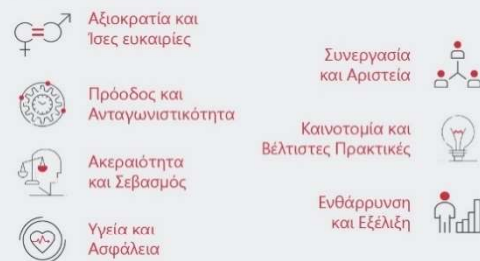 Αξιοκρατία και
Ίσες ευκαιρίες
Πρόοδος και
Ανταγωνιστικότητα
Ακεραιότητα
και Σεβασμός
Υγεία και
Ασφάλεια
Συνεργασία
και Αριστεία
Καινοτομία και
Βέλτιστες Πρακτικές
Ενθάρρυνση
και Εξέλιξη